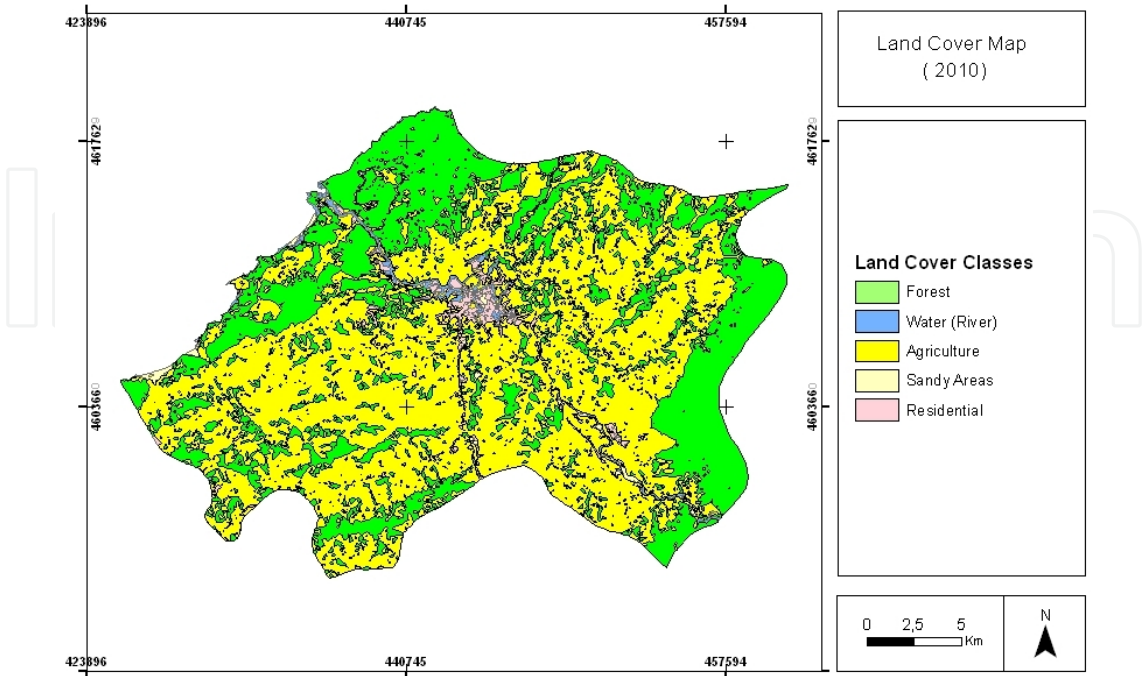 423896 440745 457594
Land Cover Map
( 2010)
4617629
4617629
Land Cover Classes
Forest
Water (River)
Agriculture
Sandy Areas
Residential
4603660
4603660
0 2,5 5
Km
N
423896 440745 457594